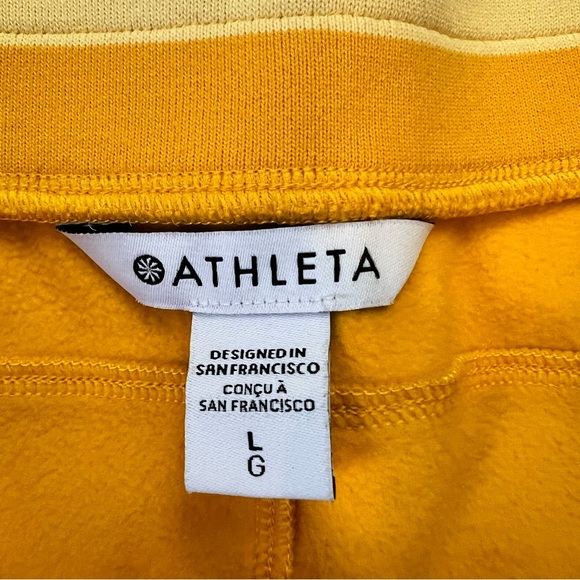 ATHLETA
DESIGNED IN
SAN FRANCISCO
CONÇU À
SAN FRANCISCO
L
G